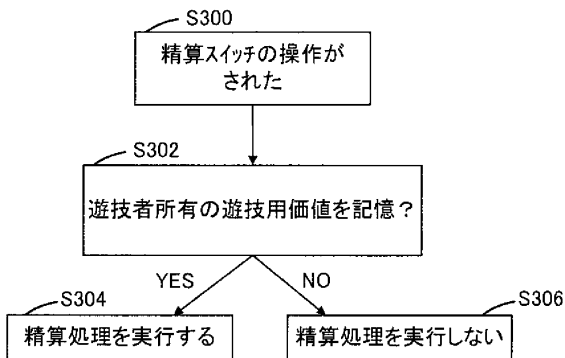 S300
精算スイッチの操作が
された
S302
遊技者所有の遊技用価値を記憶？
YES
NO
S304
S306
精算処理を実行する
精算処理を実行しない